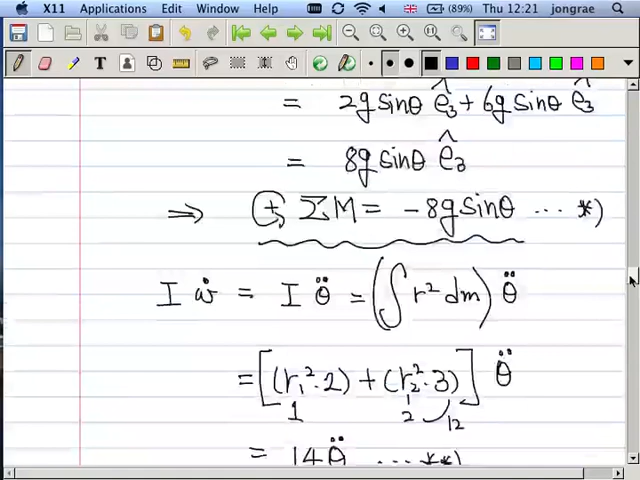 X11 Applications Edit Window Help (89%) Thu 12:21 jongrae
= 2g sinθ ê₃ + 6g sinθ ê₃
= 8g sinθ ê₃
⇒ (+ ΣM = -8g sinθ ... *)
I ẇ = I θ̈ = (∫ r² dm) θ̈
= [(r₁²·2) + (r₂²·3)] θ̈
1 2 12
= 14θ̈ ... **)